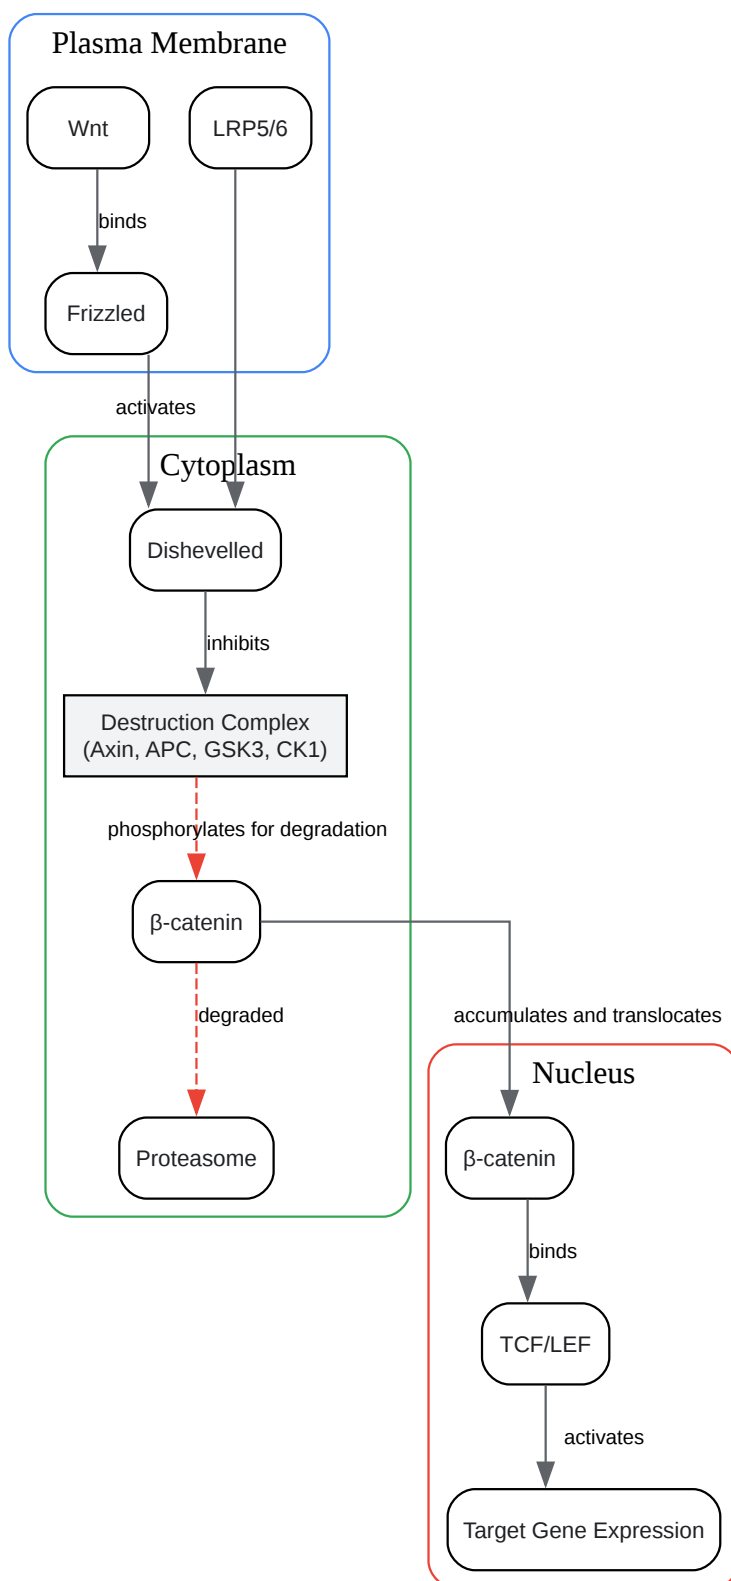 Plasma Membrane
Wnt
LRP5/6
binds
Frizzled
activates
Cytoplasm
Dishevelled
inhibits
Destruction Complex
(Axin, APC, GSK3, CK1)
phosphorylates for degradation
β-catenin
degraded
accumulates and translocates
Nucleus
Proteasome
β-catenin
binds
TCF/LEF
activates
Target Gene Expression